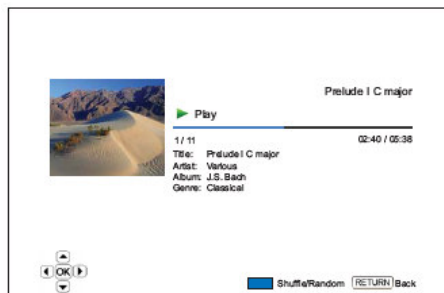 Prelude I C major
Play
1 / 11 02:40 / 05:38
Title: Prelude I C major
Artist: Various
Album: J.S. Bach
Genre: Classical
OK
Shuffle/Random RETURN Back